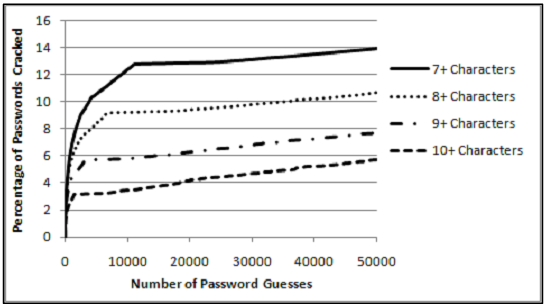 Percentage of Passwords Cracked
16
14
12
10
8
6
4
2
0
0 10000 20000 30000 40000 50000
Number of Password Guesses
7+ Characters
8+ Characters
9+ Characters
10+ Characters